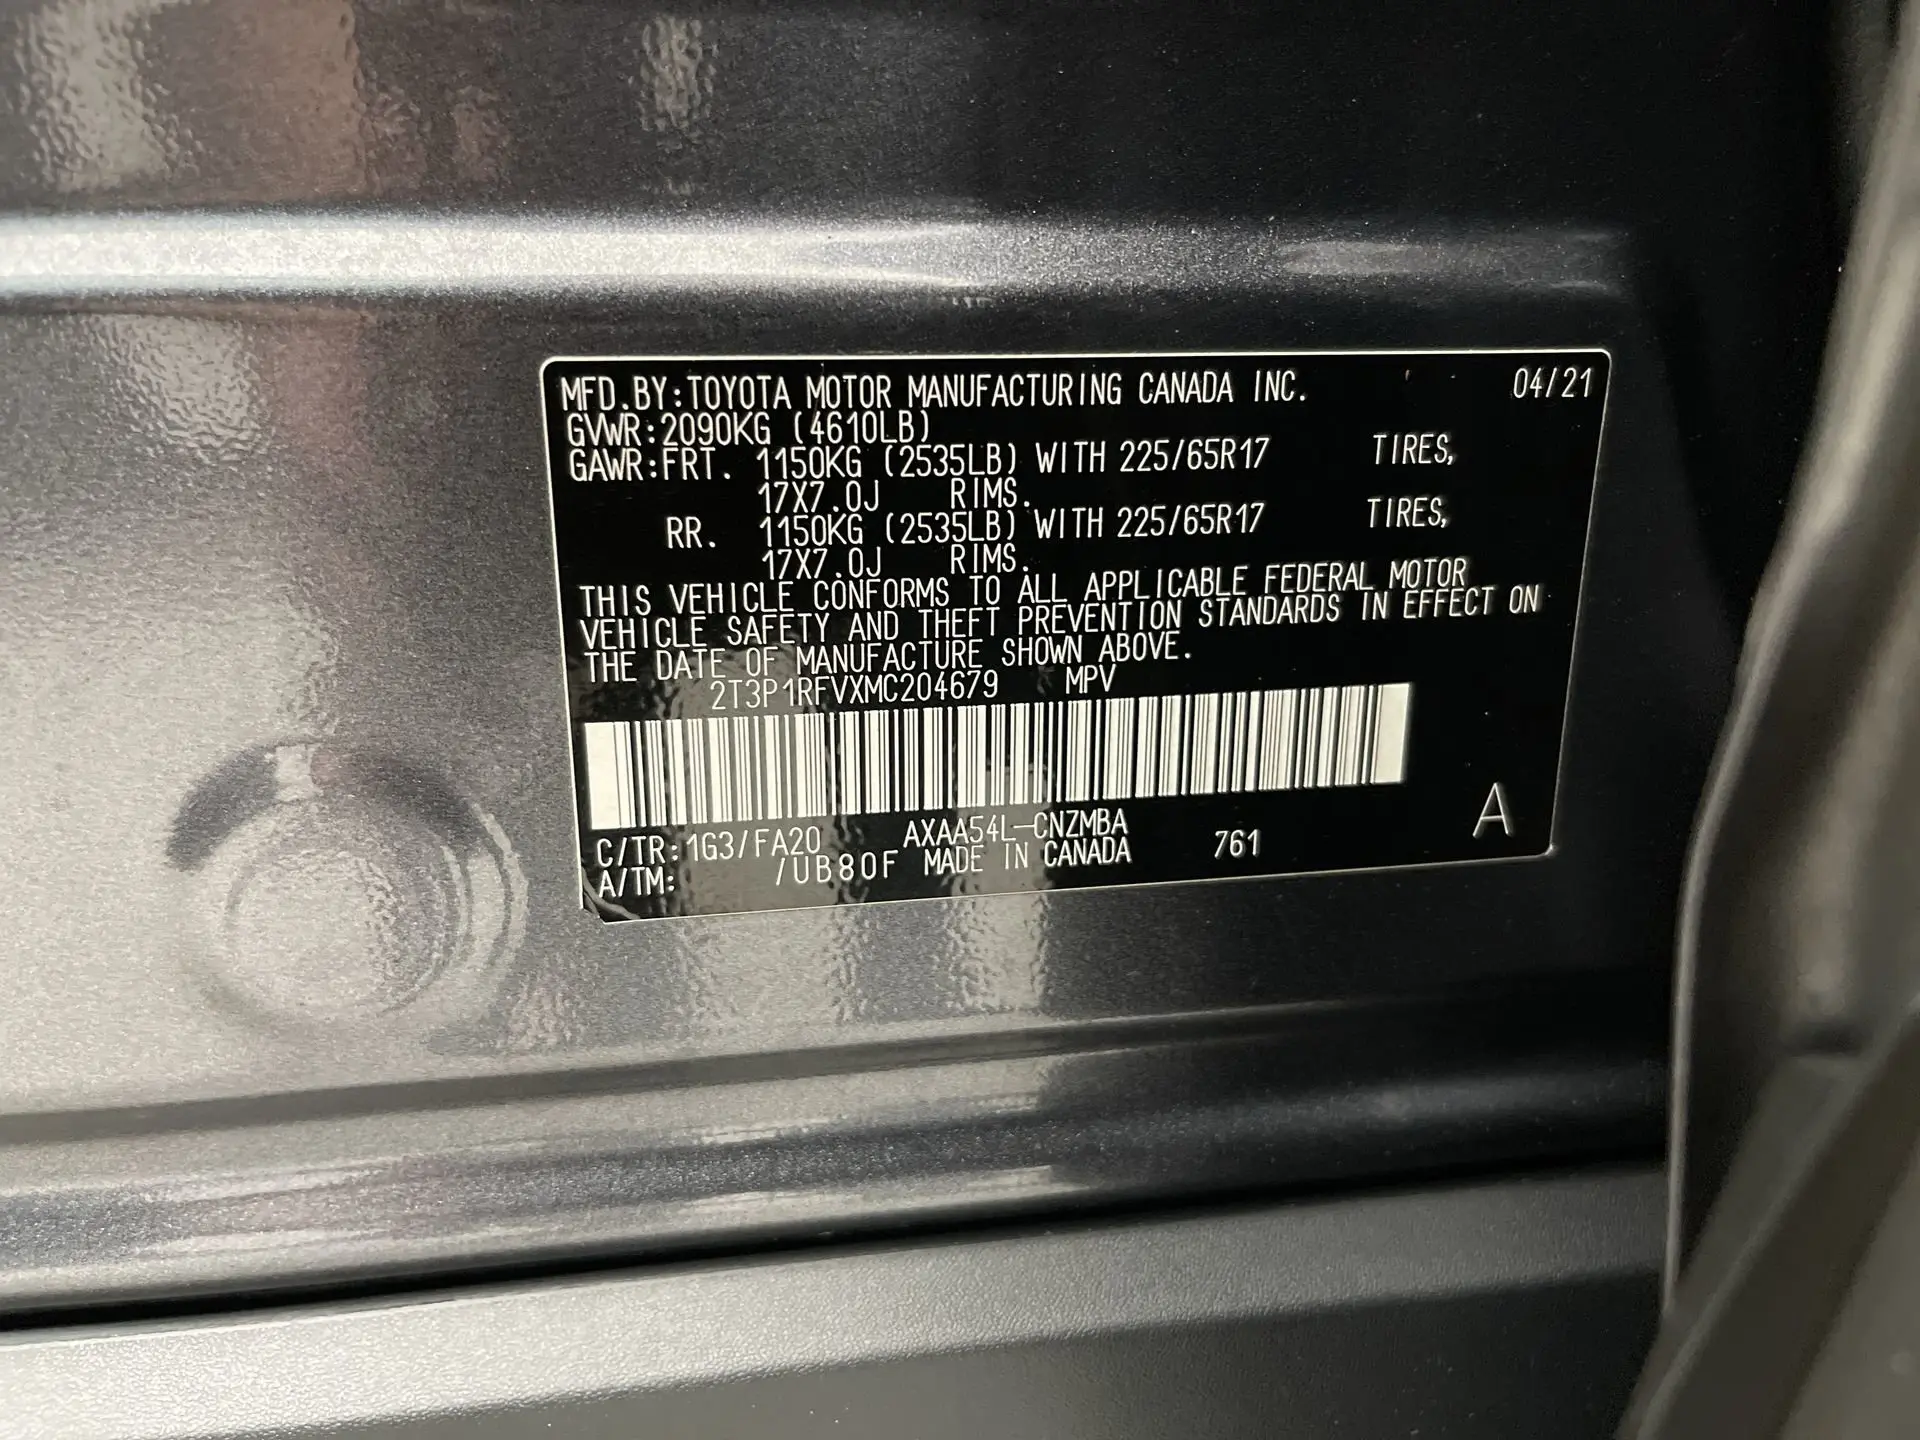 MFD.BY:TOYOTA MOTOR MANUFACTURING CANADA INC. 04/21
GVWR:2090KG (4610LB)
GAWR:FRT. 1150KG (2535LB) WITH 225/65R17 TIRES,
17X7.0J RIMS.
RR. 1150KG (2535LB) WITH 225/65R17 TIRES,
17X7.0J RIMS.
THIS VEHICLE CONFORMS TO ALL APPLICABLE FEDERAL MOTOR
VEHICLE SAFETY AND THEFT PREVENTION STANDARDS IN EFFECT ON
THE DATE OF MANUFACTURE SHOWN ABOVE.
2T3P1RFVXMC204679 MPV
A
C/TR:1G3/FA20 AXAA54L-CNZMBA 761
A/TM: /UB80F MADE IN CANADA